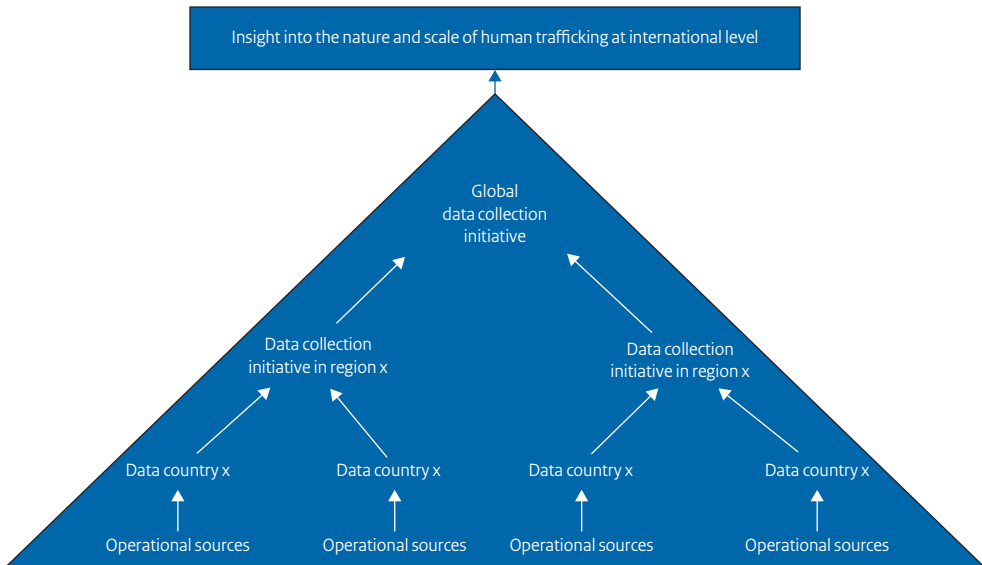 Insight into the nature and scale of human trafficking at international level
Global
data collection
initiative
Data collection
initiative in region x
Data collection
initiative in region x
Data country x
Data country x
Data country x
Data country x
Operational sources
Operational sources
Operational sources
Operational sources